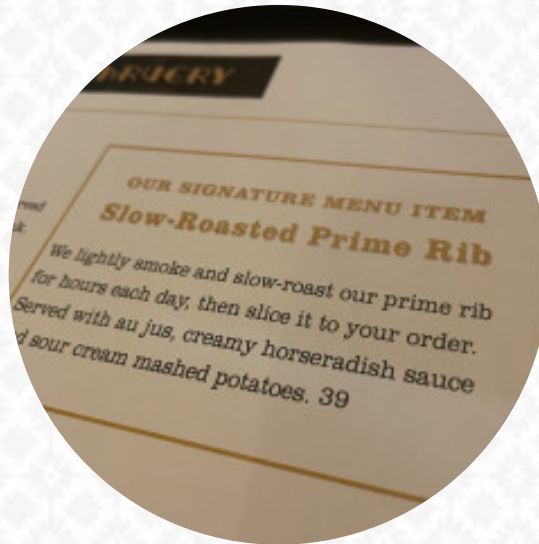 OUR SIGNATURE MENU ITEM
Slow-Roasted Prime Rib
We lightly smoke and slow-roast our prime rib
for hours each day, then slice it to your order.
Served with au jus, creamy horseradish sauce
sour cream mashed potatoes. 39